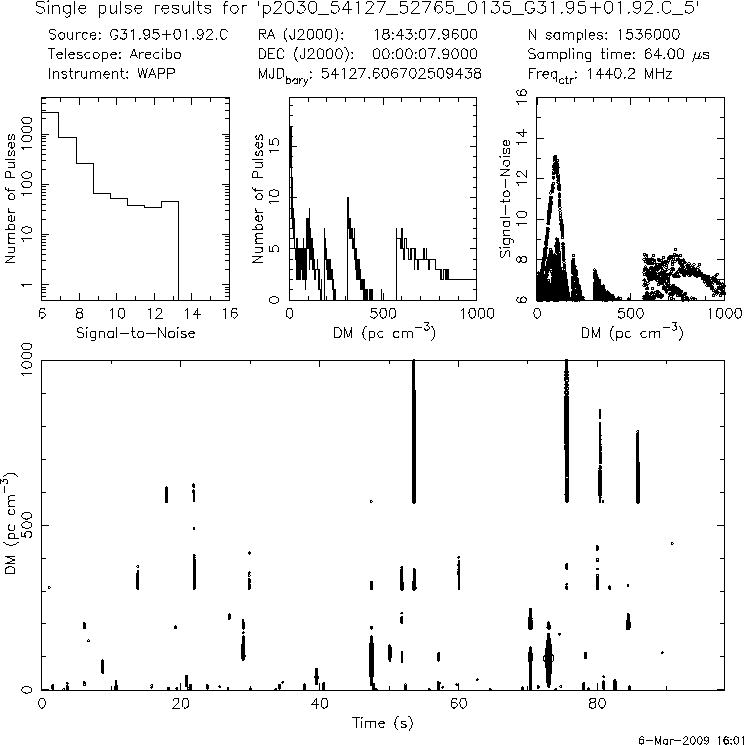 Single pulse results for 'p2030_54127_52765_0135_G31.95+01.92.C_5'
Source: G31.95+01.92.C
RA (J2000): 18:43:07.9600
N samples: 1536000
Telescope: Arecibo
DEC (J2000): 00:00:07.9000
Sampling time: 64.00 μs
Instrument: WAPP
MJDbary: 54127.606702509438
Freqctr: 1440.2 MHz
Number of Pulses
1 10 100 1000
6 8 10 12 14 16
Signal-to-Noise
Number of Pulses
0 5 10 15
0 500 1000
DM (pc cm-3)
Signal-to-Noise
6 8 10 12 14 16
0 500 1000
DM (pc cm-3)
DM (pc cm-3)
0 500 1000
0 20 40 60 80
Time (s)
6-Mar-2009 16:01